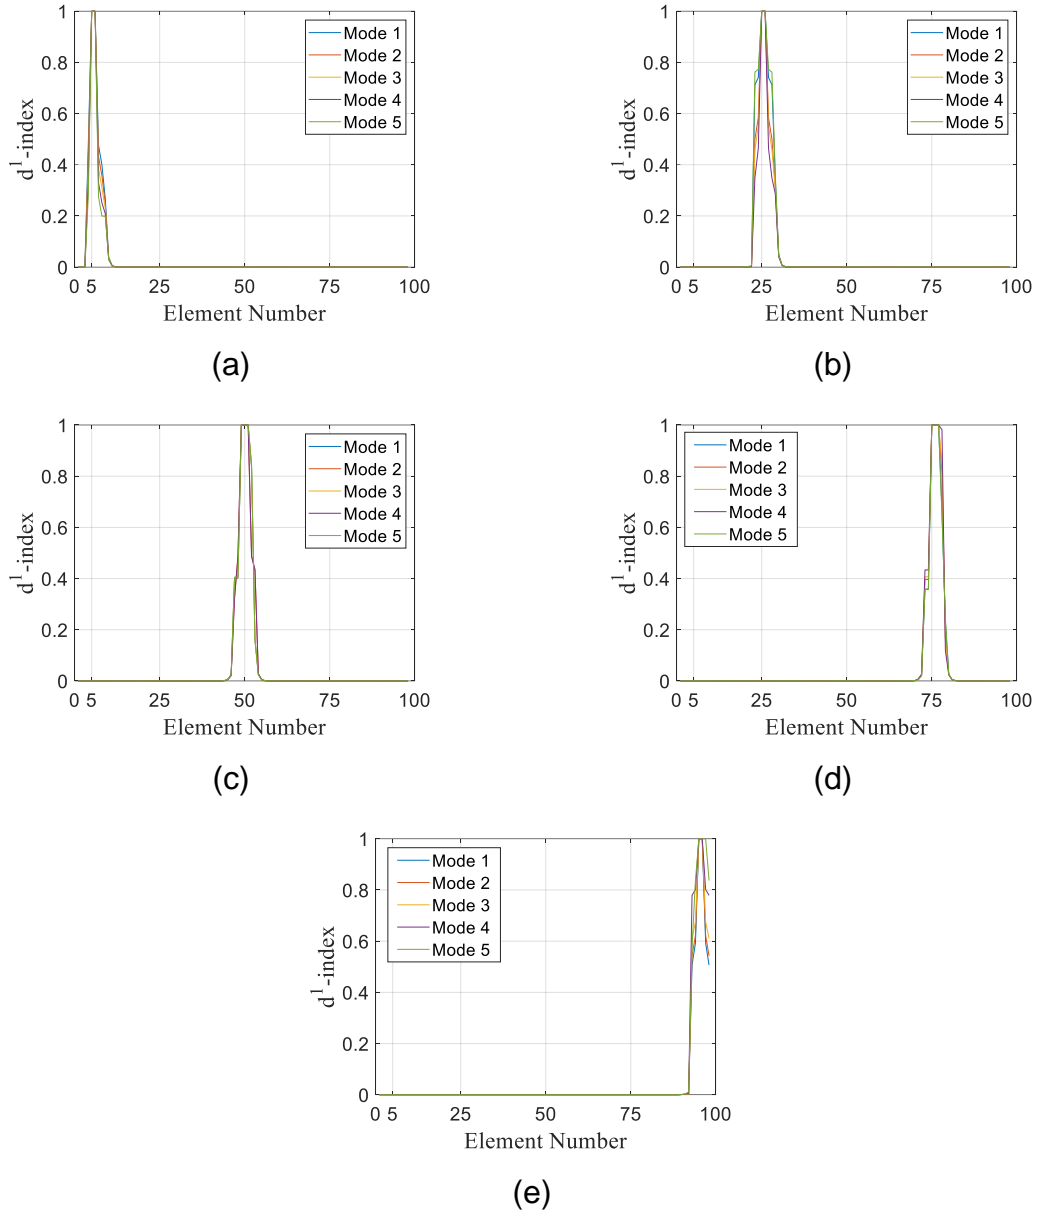 1
0.8
0.6
0.4
0.2
0
d¹-index
Mode 1
Mode 2
Mode 3
Mode 4
Mode 5
0 5 25 50 75 100
Element Number
(a)
1
0.8
0.6
0.4
0.2
0
d¹-index
Mode 1
Mode 2
Mode 3
Mode 4
Mode 5
0 5 25 50 75 100
Element Number
(b)
1
0.8
0.6
0.4
0.2
0
d¹-index
Mode 1
Mode 2
Mode 3
Mode 4
Mode 5
0 5 25 50 75 100
Element Number
(c)
1
0.8
0.6
0.4
0.2
0
d¹-index
Mode 1
Mode 2
Mode 3
Mode 4
Mode 5
0 5 25 50 75 100
Element Number
(d)
1
0.8
0.6
0.4
0.2
0
d¹-index
Mode 1
Mode 2
Mode 3
Mode 4
Mode 5
0 5 25 50 75 100
Element Number
(e)